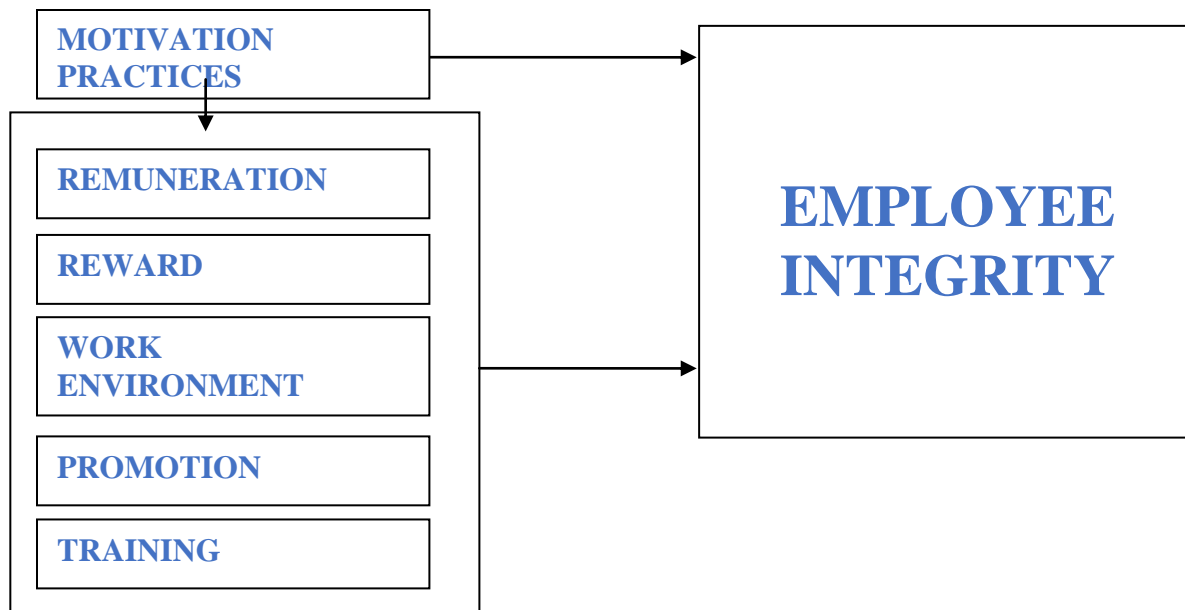 MOTIVATION
PRACTICES
REMUNERATION
REWARD
WORK
ENVIRONMENT
PROMOTION
TRAINING
EMPLOYEE
INTEGRITY